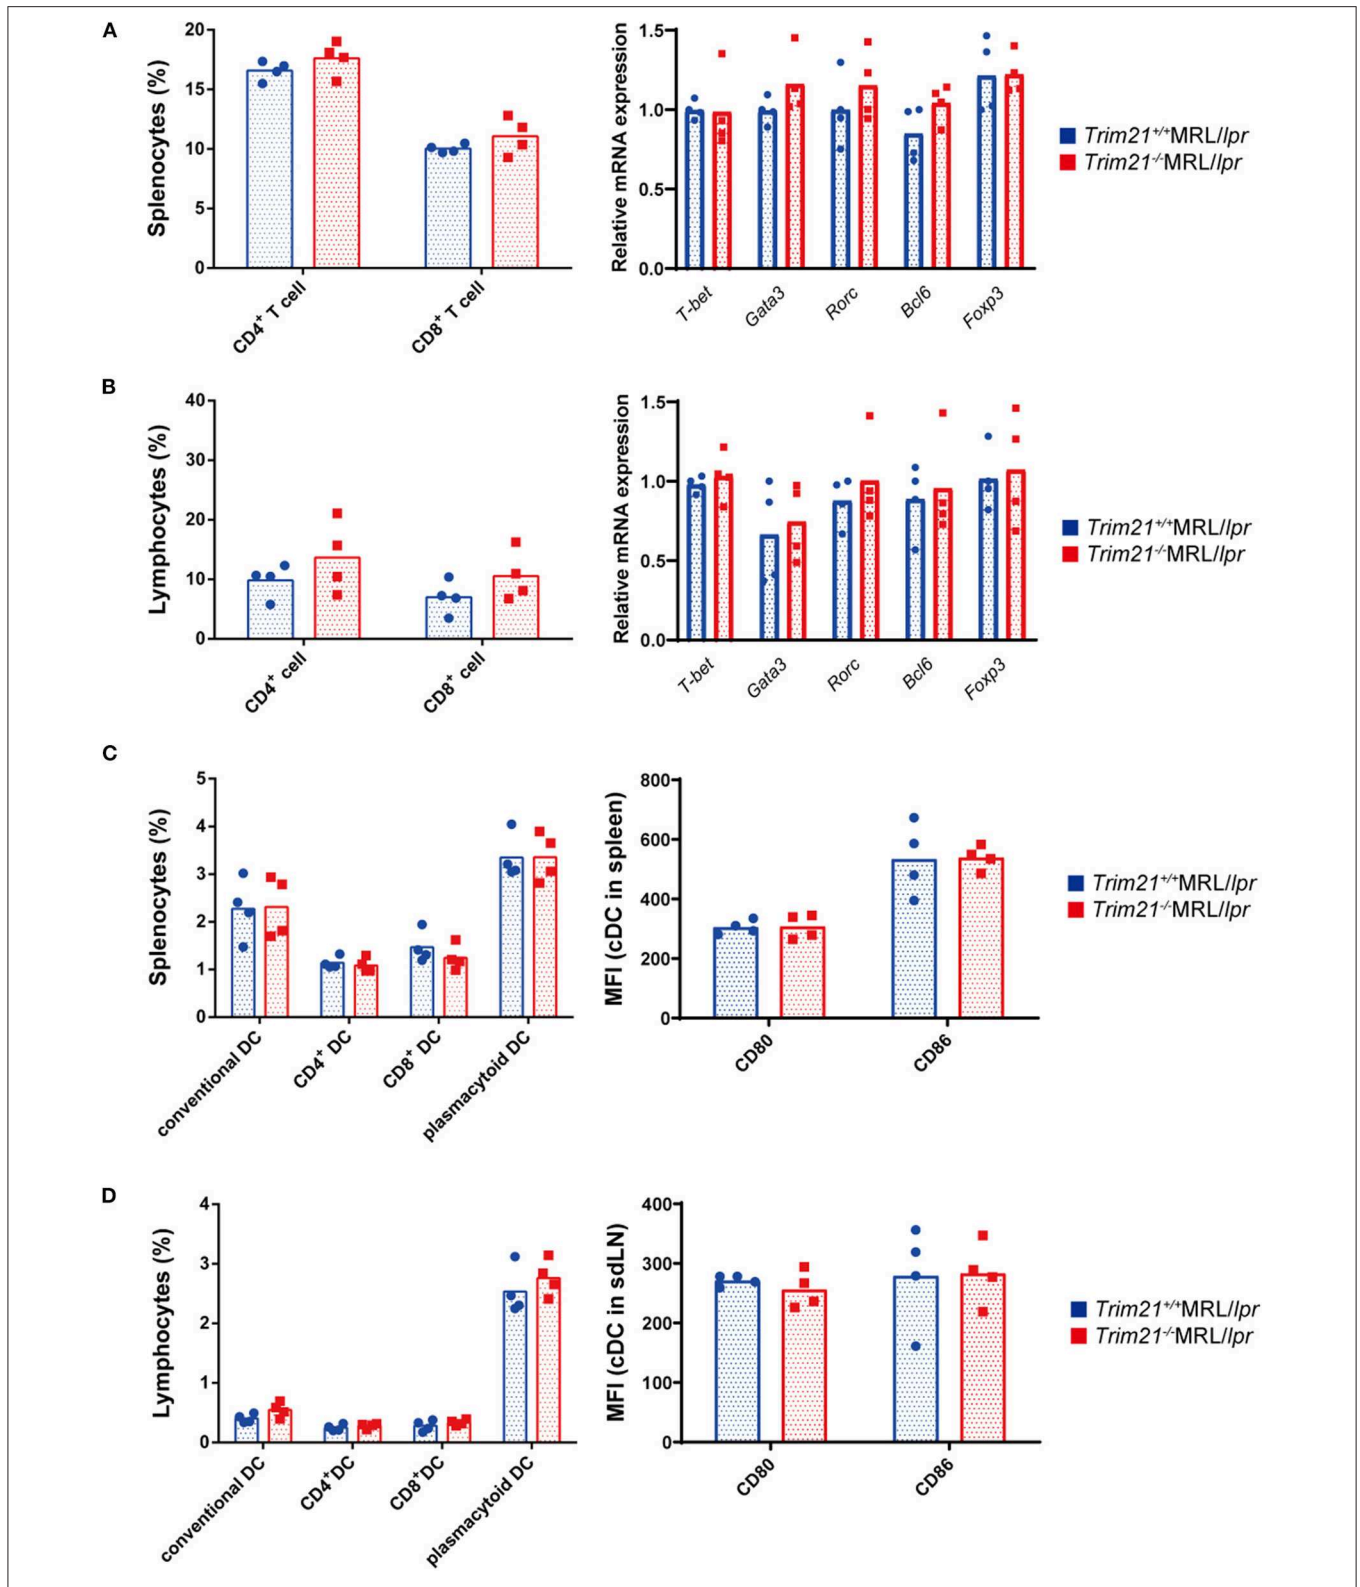 A
Splenocytes (%)
20
15
10
5
0
CD4+ T cell
CD8+ T cell
Relative mRNA expression
1.5
1.0
0.5
0.0
T-bet
Gata3
Rorc
Bcl6
Foxp3
Trim21+/+MRL/lpr
Trim21-/-MRL/lpr
B
Lymphocytes (%)
40
30
20
10
0
CD4+ cell
CD8+ cell
Relative mRNA expression
1.5
1.0
0.5
0.0
T-bet
Gata3
Rorc
Bcl6
Foxp3
Trim21+/+MRL/lpr
Trim21-/-MRL/lpr
C
Splenocytes (%)
5
4
3
2
1
0
conventional DC
CD4+ DC
CD8+ DC
plasmacytoid DC
MFI (cDC in spleen)
800
600
400
200
0
CD80
CD86
Trim21+/+MRL/lpr
Trim21-/-MRL/lpr
D
Lymphocytes (%)
4
3
2
1
0
conventional DC
CD4+DC
CD8+DC
plasmacytoid DC
MFI (cDC in sdLN)
400
300
200
100
0
CD80
CD86
Trim21+/+MRL/lpr
Trim21-/-MRL/lpr